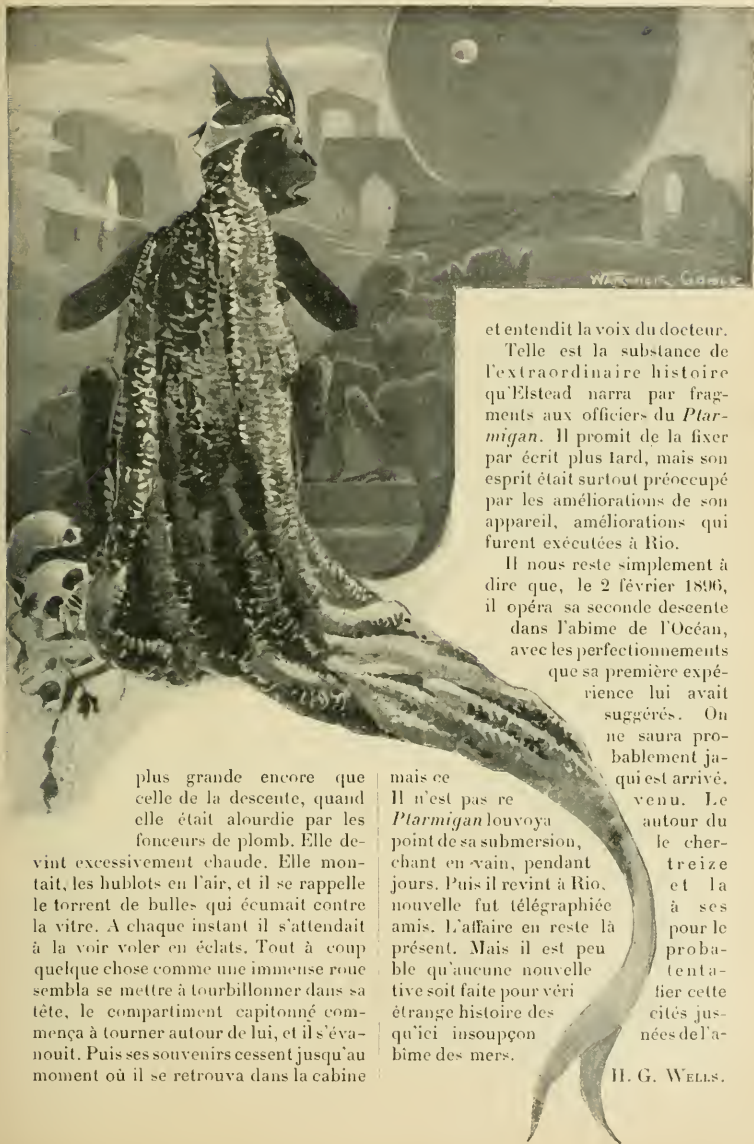 WARWICK GOBLE
plus grande encore que
celle de la descente, quand
elle était alourdie par les
fonceurs de plomb. Elle de-
vint excessivement chaude. Elle mon-
tait, les hublots en l'air, et il se rappelle
le torrent de bulles qui écumait contre
la vitre. A chaque instant il s'attendait
à la voir voler en éclats. Tout à coup
quelque chose comme une immense roue
sembla se mettre à tourbillonner dans sa
tête, le compartiment capitonné com-
mença à tourner autour de lui, et il s'éva-
nouit. Puis ses souvenirs cessent jusqu'au
moment où il se retrouva dans la cabine
et entendit la voix du docteur.
Telle est la substance de
l'extraordinaire histoire
qu'Elstead narra par frag-
ments aux officiers du Ptar-
migan. Il promit de la fixer
par écrit plus tard, mais son
esprit était surtout préoccupé
par les améliorations de son
appareil, améliorations qui
furent exécutées à Rio.
Il nous reste simplement à
dire que, le 2 février 1896,
il opéra sa seconde descente
dans l'abîme de l'Océan,
avec les perfectionnements
que sa première expé-
rience lui avait
suggérés. On
ne saura pro-
bablement ja-
mais ce qui est arrivé.
Il n'est pas re venu. Le
Ptarmigan louvoya autour du
point de sa submersion, le cher-
chant en vain, pendant treize
jours. Puis il revint à Rio, et la
nouvelle fut télégraphiée à ses
amis. L'affaire en reste là pour le
présent. Mais il est peu proba-
ble qu'aucune nouvelle tenta-
tive soit faite pour véri fier cette
étrange histoire des cités jus-
qu'ici insoupçon nées de l'a-
bîme des mers.
H. G. WELLS.